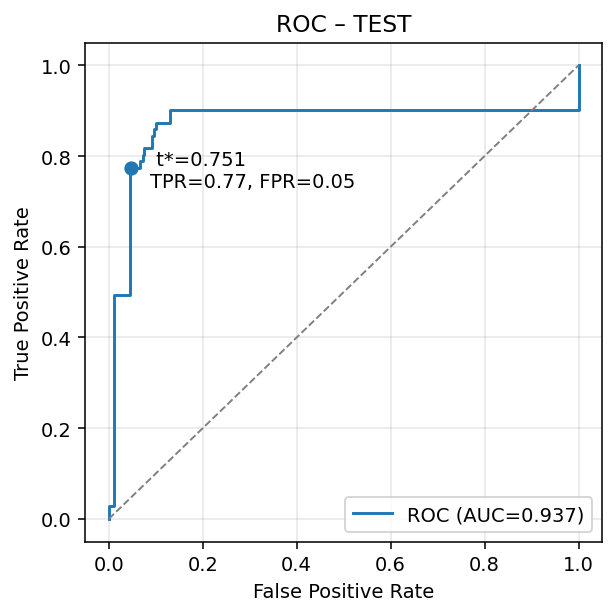 ROC – TEST
1.0
0.8
0.6
0.4
0.2
0.0
True Positive Rate
t*=0.751
TPR=0.77, FPR=0.05
ROC (AUC=0.937)
0.0 0.2 0.4 0.6 0.8 1.0
False Positive Rate